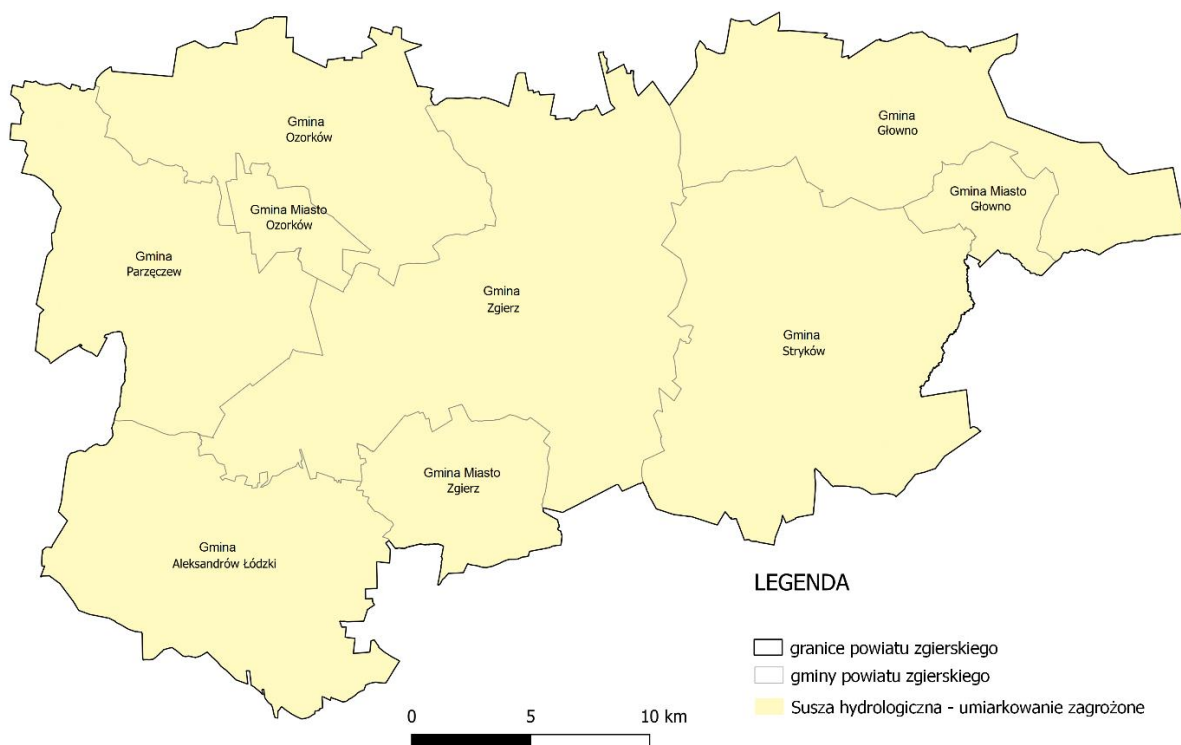 Gmina
Ozorków
Gmina
Głowno
Gmina Miasto
Głowno
Gmina Miasto
Ozorków
Gmina
Parzęczew
Gmina
Zgierz
Gmina
Stryków
Gmina Miasto
Zgierz
Gmina
Aleksandrów Łódzki
LEGENDA
granice powiatu zgierskiego
gminy powiatu zgierskiego
Susza hydrologiczna - umiarkowanie zagrożone
0 5 10 km